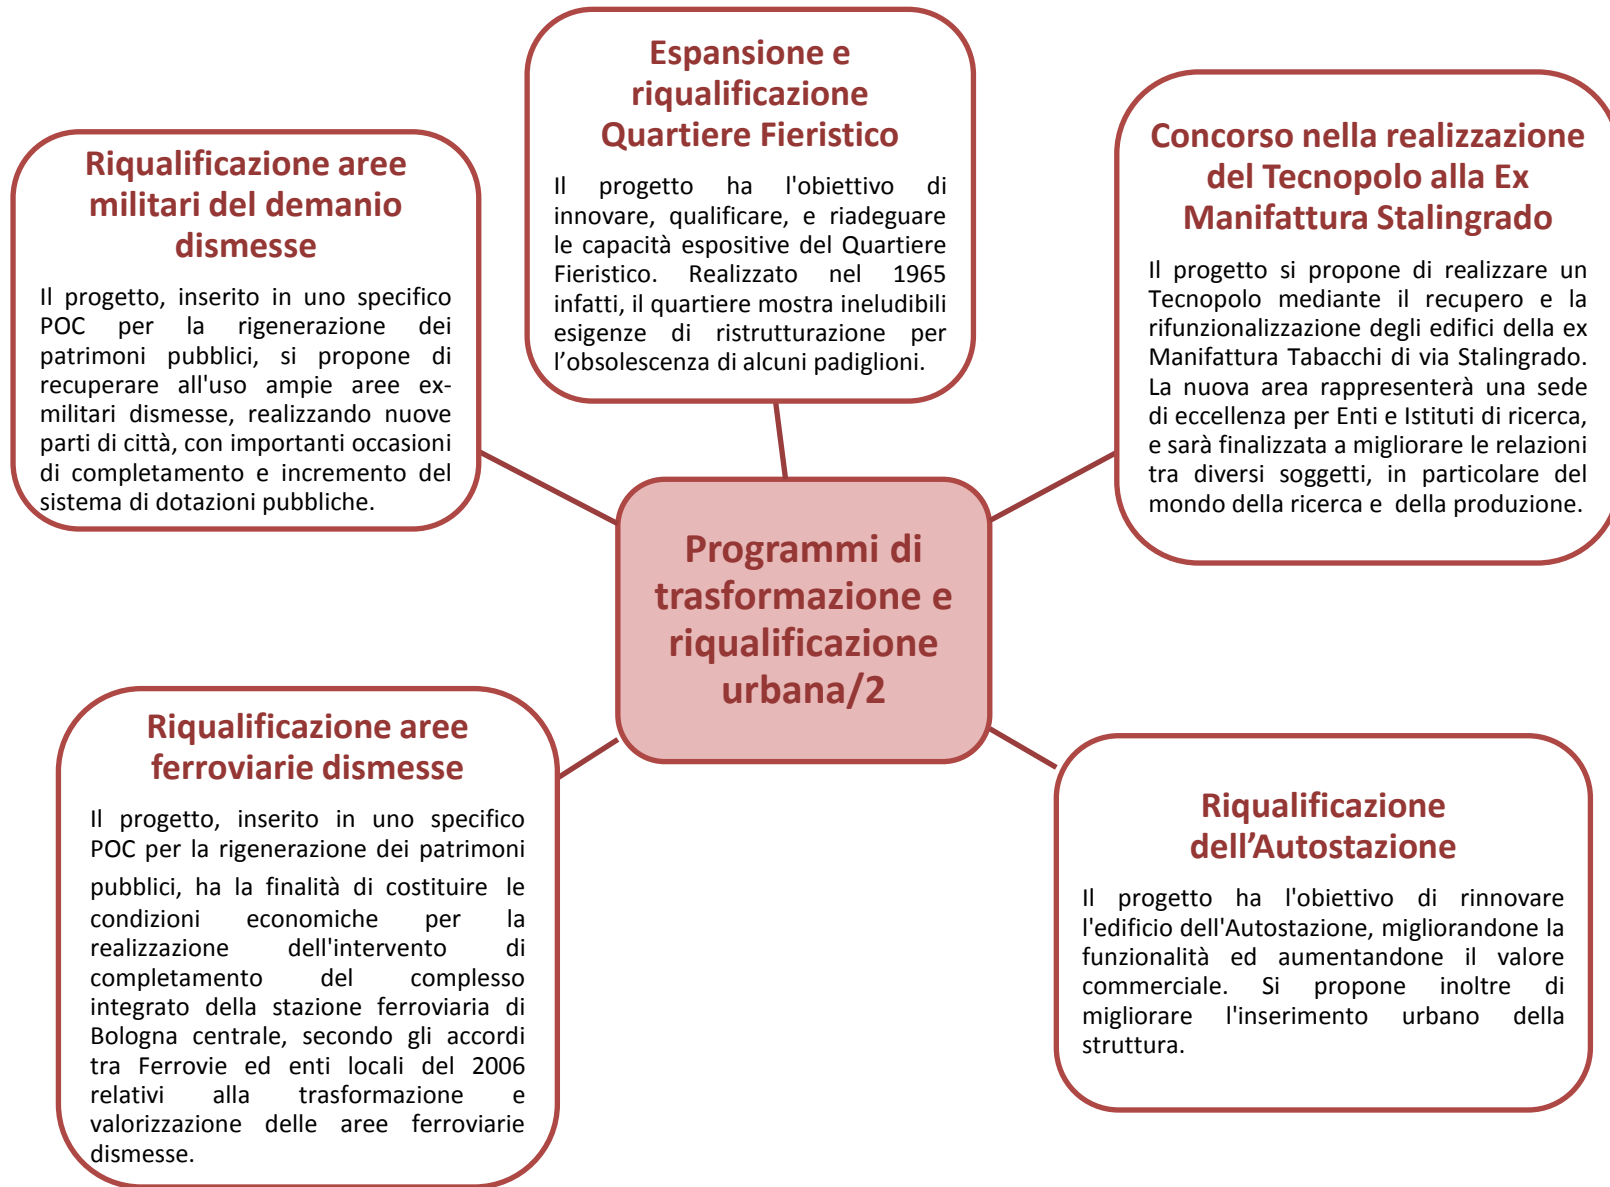 Espansione e
riqualificazione
Quartiere Fieristico
Il progetto ha l'obiettivo di
innovare, qualificare, e riadeguare
le capacità espositive del Quartiere
Fieristico. Realizzato nel 1965
infatti, il quartiere mostra ineludibili
esigenze di ristrutturazione per
l’obsolescenza di alcuni padiglioni.
Riqualificazione aree
militari del demanio
dismesse
Il progetto, inserito in uno specifico
POC per la rigenerazione dei
patrimoni pubblici, si propone di
recuperare all'uso ampie aree ex-
militari dismesse, realizzando nuove
parti di città, con importanti occasioni
di completamento e incremento del
sistema di dotazioni pubbliche.
Concorso nella realizzazione
del Tecnopolo alla Ex
Manifattura Stalingrado
Il progetto si propone di realizzare un
Tecnopolo mediante il recupero e la
rifunzionalizzazione degli edifici della ex
Manifattura Tabacchi di via Stalingrado.
La nuova area rappresenterà una sede
di eccellenza per Enti e Istituti di ricerca,
e sarà finalizzata a migliorare le relazioni
tra diversi soggetti, in particolare del
mondo della ricerca e della produzione.
Programmi di
trasformazione e
riqualificazione
urbana/2
Riqualificazione aree
ferroviarie dismesse
Il progetto, inserito in uno specifico
POC per la rigenerazione dei patrimoni
pubblici, ha la finalità di costituire le
condizioni economiche per la
realizzazione dell'intervento di
completamento del complesso
integrato della stazione ferroviaria di
Bologna centrale, secondo gli accordi
tra Ferrovie ed enti locali del 2006
relativi alla trasformazione e
valorizzazione delle aree ferroviarie
dismesse.
Riqualificazione
dell’Autostazione
Il progetto ha l'obiettivo di rinnovare
l'edificio dell'Autostazione, migliorandone la
funzionalità ed aumentandone il valore
commerciale. Si propone inoltre di
migliorare l'inserimento urbano della
struttura.